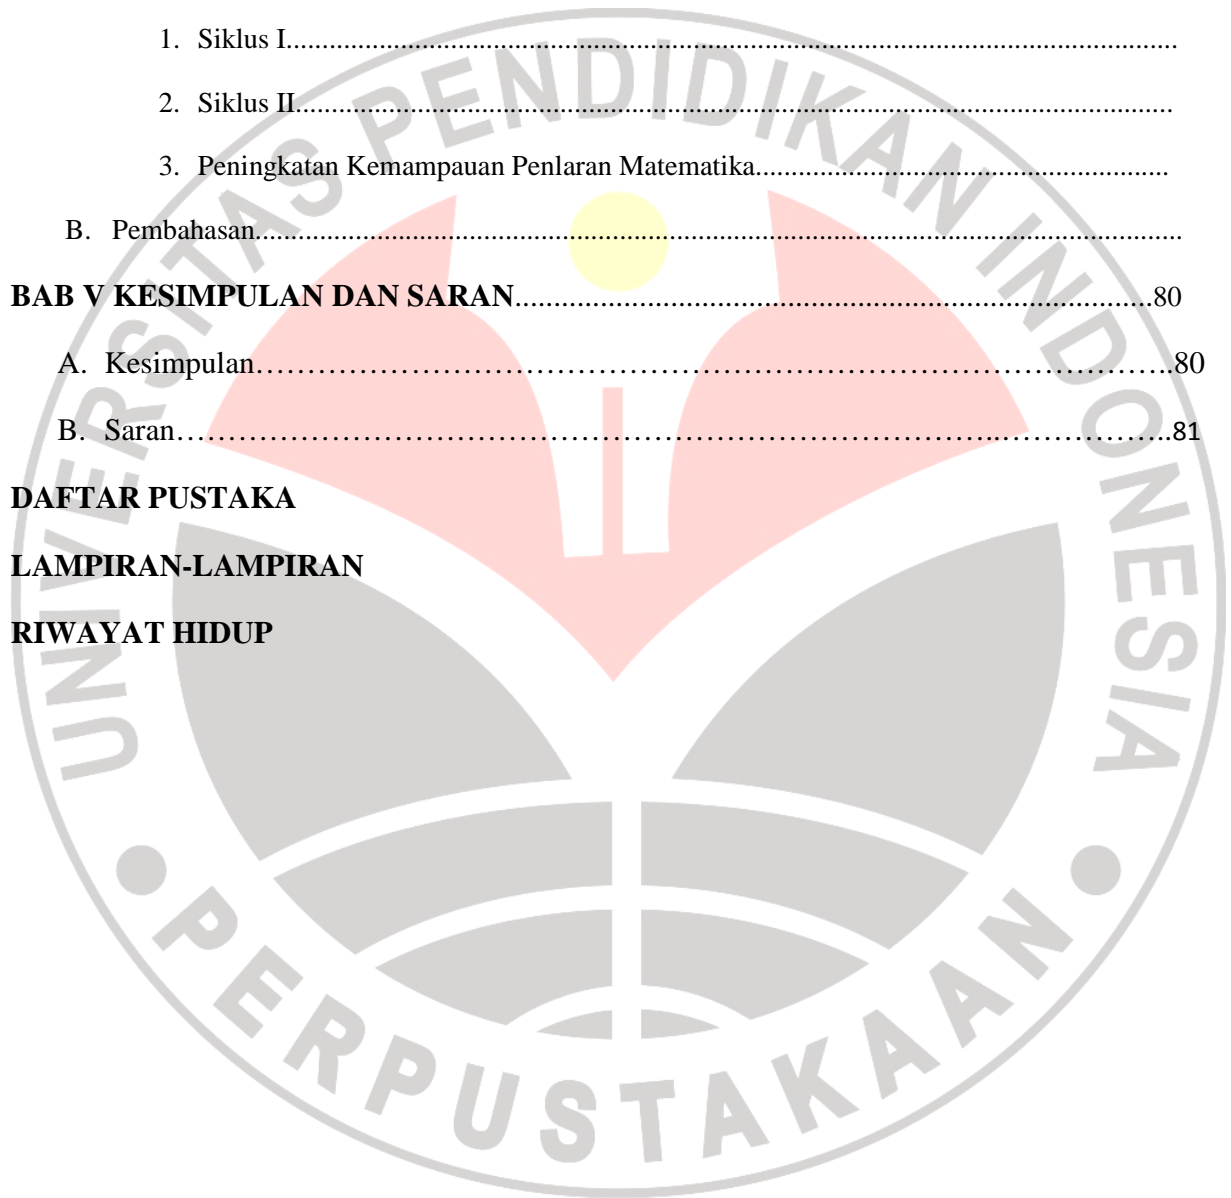 1. Siklus I..........................................................................................................
2. Siklus II.........................................................................................................
3. Peningkatan Kemampauan Penlaran Matematika..................................................
B. Pembahasan...............................................................................................................
BAB V KESIMPULAN DAN SARAN...................................................................................80
A. Kesimpulan……………………………………………………………………………..80
B. Saran…………………………………………………………………..……………..81
DAFTAR PUSTAKA
LAMPIRAN-LAMPIRAN
RIWAYAT HIDUP
UNIVERSITAS PENDIDIKAN INDONESIA
PERPUSTAKAAN